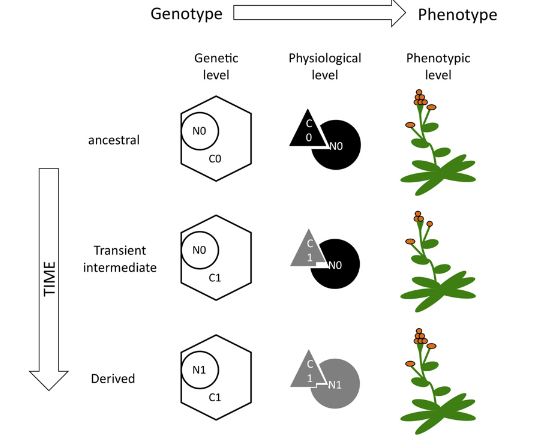 Genotype
Phenotype
Genetic
level
Physiological
level
Phenotypic
level
ancestral
N0
C0
C
0
N0
Transient
intermediate
N0
C1
C
1
N0
TIME
Derived
N1
C1
C
1
N1